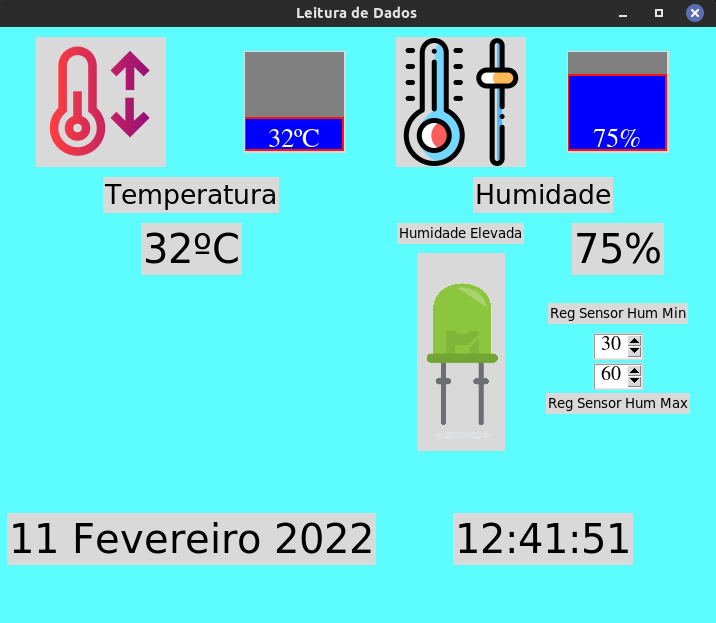 Leitura de Dados
32ºC
75%
Temperatura
Humidade
32ºC
Humidade Elevada
75%
Reg Sensor Hum Min
30
60
Reg Sensor Hum Max
11 Fevereiro 2022
12:41:51